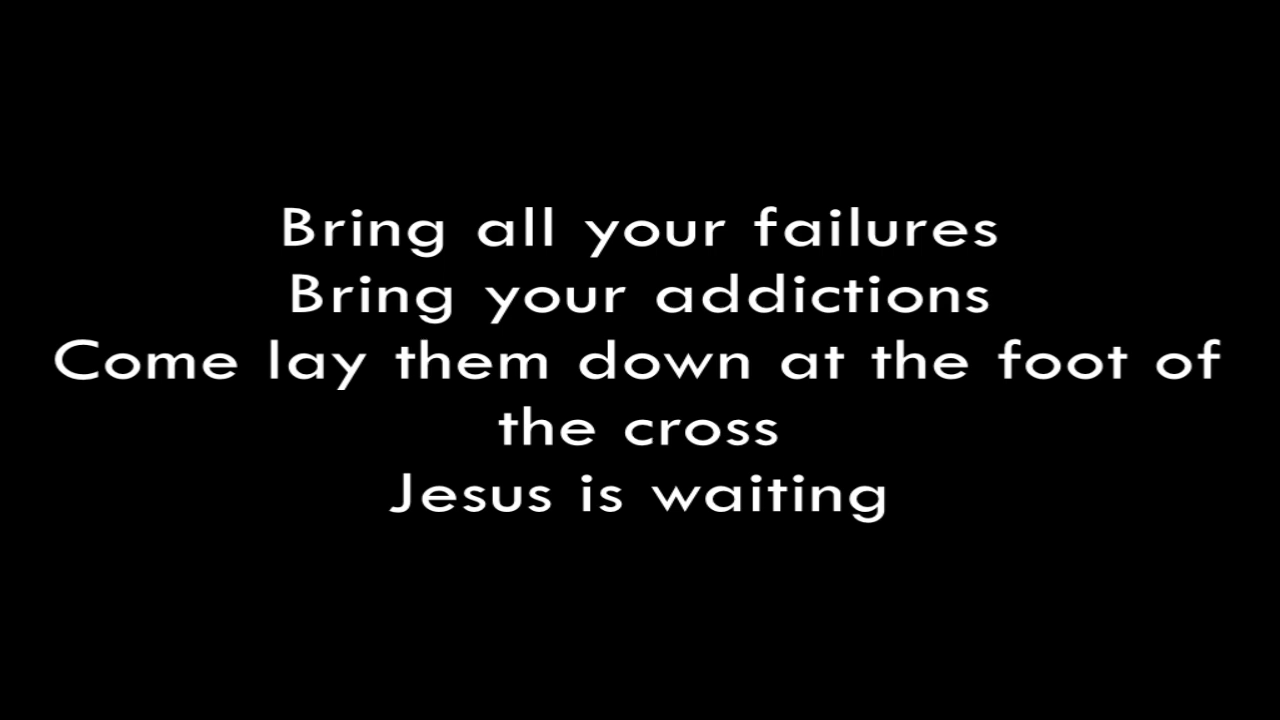 Bring all your failures
Bring your addictions
Come lay them down at the foot of
the cross
Jesus is waiting